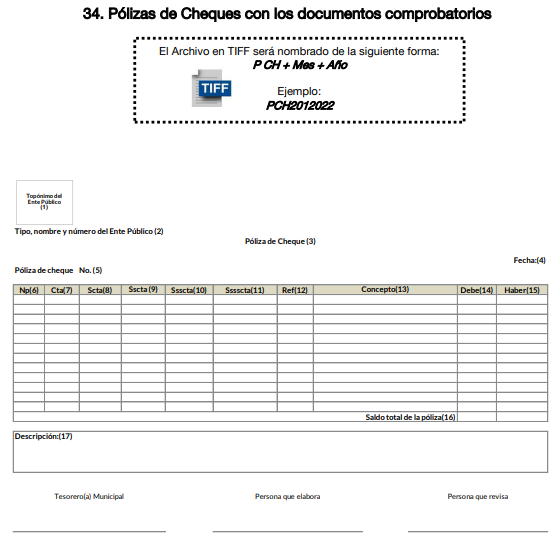 34. Pólizas de Cheques con los documentos comprobatorios
El Archivo en TIFF será nombrado de la siguiente forma:
P CH + Mes + Año
TIFF
Ejemplo:
PCH2012022
Topónimo del
Ente Público
(1)
Tipo, nombre y número del Ente Público (2)
Póliza de Cheque (3)
Fecha:(4)
Póliza de cheque No. (5)
Np(6) Cta(7) Scta(8) Sscta (9) Ssscta(10) Sssscta(11) Ref(12) Concepto(13) Debe(14) Haber(15)
Saldo total de la póliza(16)
Descripción:(17)
Tesorero(a) Municipal Persona que elabora Persona que revisa